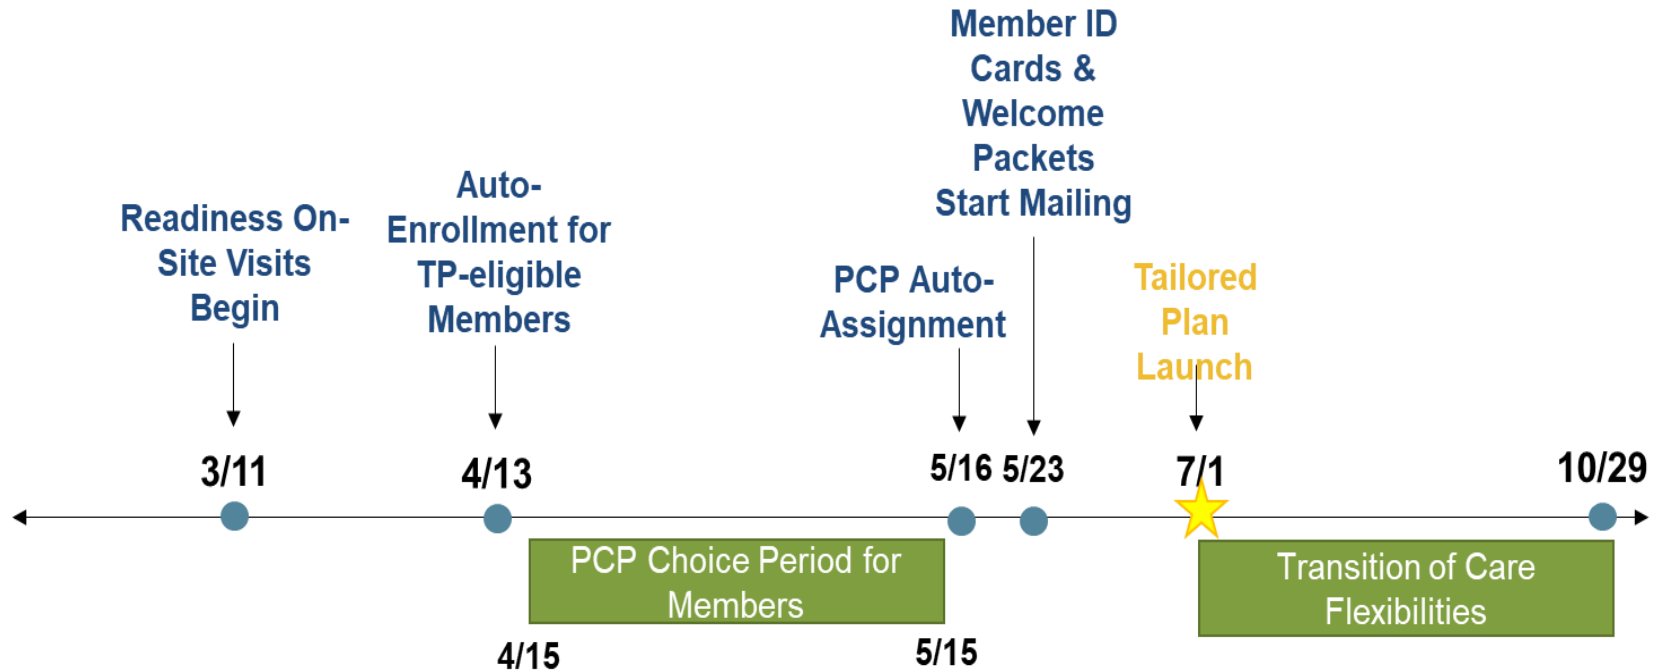 Readiness On-
Site Visits
Begin
Auto-
Enrollment for
TP-eligible
Members
PCP Auto-
Assignment
Member ID
Cards &
Welcome
Packets
Start Mailing
Tailored
Plan
Launch
3/11
4/13
5/16
5/23
7/1
10/29
PCP Choice Period for
Members
4/15
5/15
Transition of Care
Flexibilities